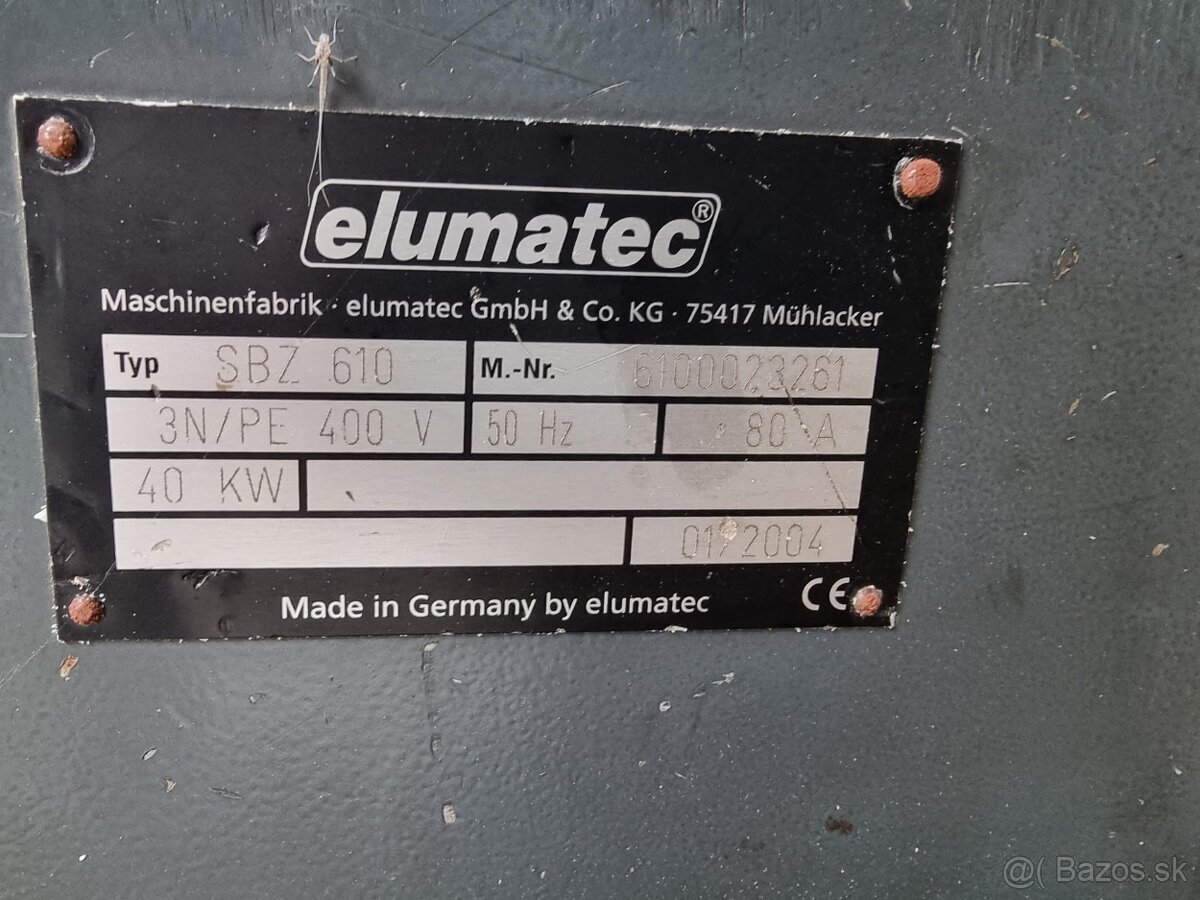 elumatec®
Maschinenfabrik · elumatec GmbH & Co. KG · 75417 Mühlacker
Typ SBZ 610 M.-Nr. 6100023261
3N/PE 400 V 50 Hz 80 A
40 KW
01/2004
Made in Germany by elumatec CE
@( Bazos.sk